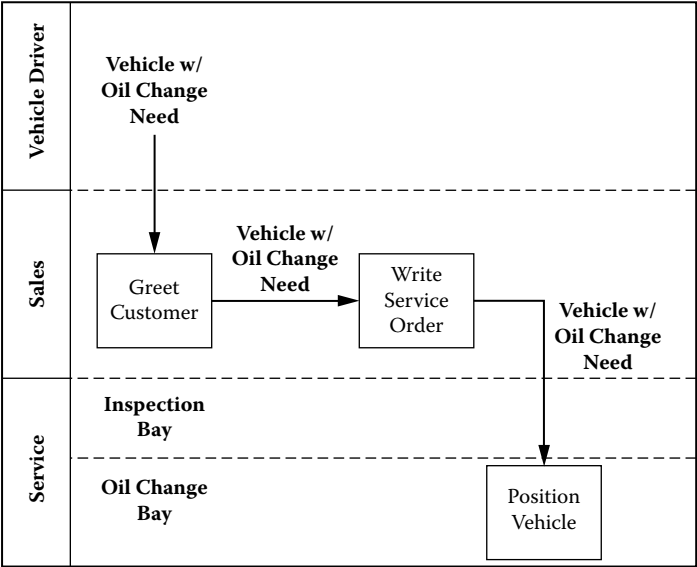 Vehicle Driver
Vehicle w/
Oil Change
Need
Sales
Greet
Customer
Vehicle w/
Oil Change
Need
Write
Service
Order
Vehicle w/
Oil Change
Need
Service
Inspection
Bay
Oil Change
Bay
Position
Vehicle